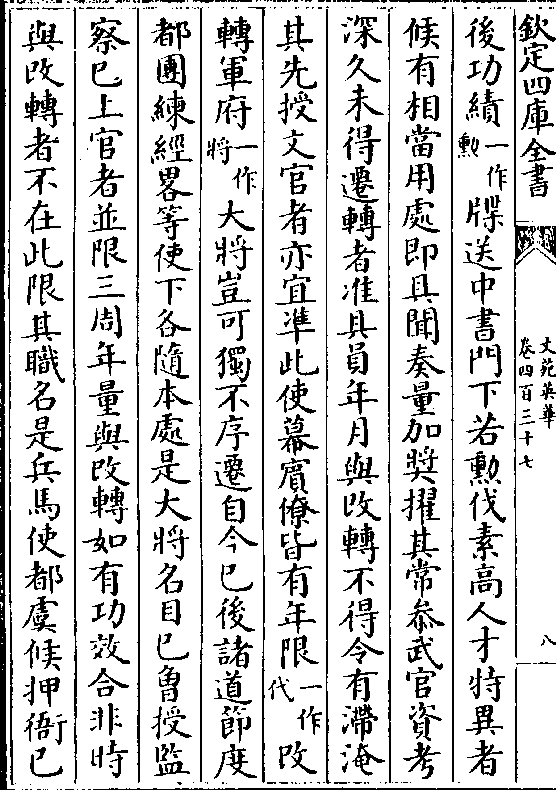 欽定四庫全書
文苑英華
卷四百三十七
八
後功績一作勲牒送中書門下若勲伐素高人才特異者
候有相當用處即具聞奏量加奬擢其常叅武官資考
深久未得遷轉者准具員年月與改轉不得令有滯淹
其先授文官者亦宜準此使幕賓僚皆有年限一作代改
轉軍府一作將大將豈可獨不序遷自今已後諸道節度
都團練經畧等使下各隨本處是大將名目已曾授監
察已上官者並限三周年量與改轉如有功效合非時
與改轉者不在此限其職名是兵馬使都虞候押衙已